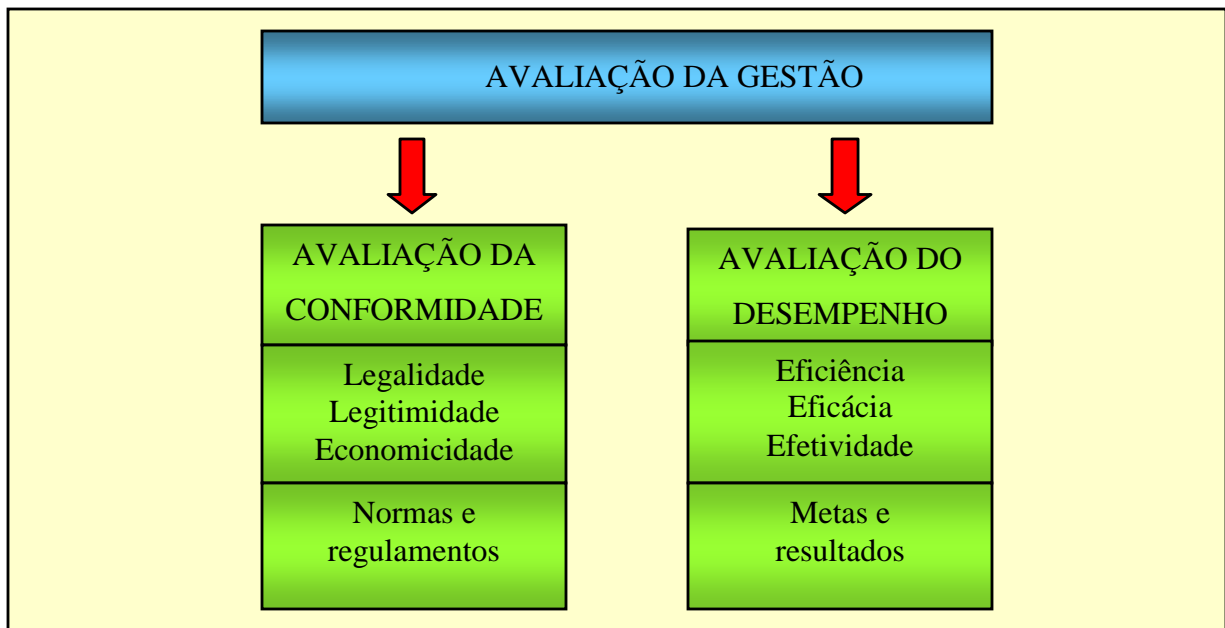 AVALIAÇÃO DA GESTÃO
AVALIAÇÃO DA
CONFORMIDADE
Legalidade
Legitimidade
Economicidade
Normas e
regulamentos
AVALIAÇÃO DO
DESEMPENHO
Eficiência
Eficácia
Efetividade
Metas e
resultados